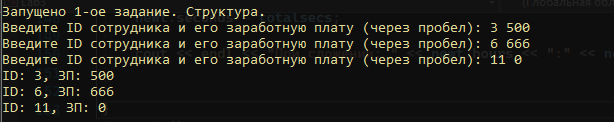 Запущено 1-ое задание. Структура.
Введите ID сотрудника и его заработную плату (через пробел): 3 500
Введите ID сотрудника и его заработную плату (через пробел): 6 666
Введите ID сотрудника и его заработную плату (через пробел): 11 0
ID: 3, ЗП: 500
ID: 6, ЗП: 666
ID: 11, ЗП: 0